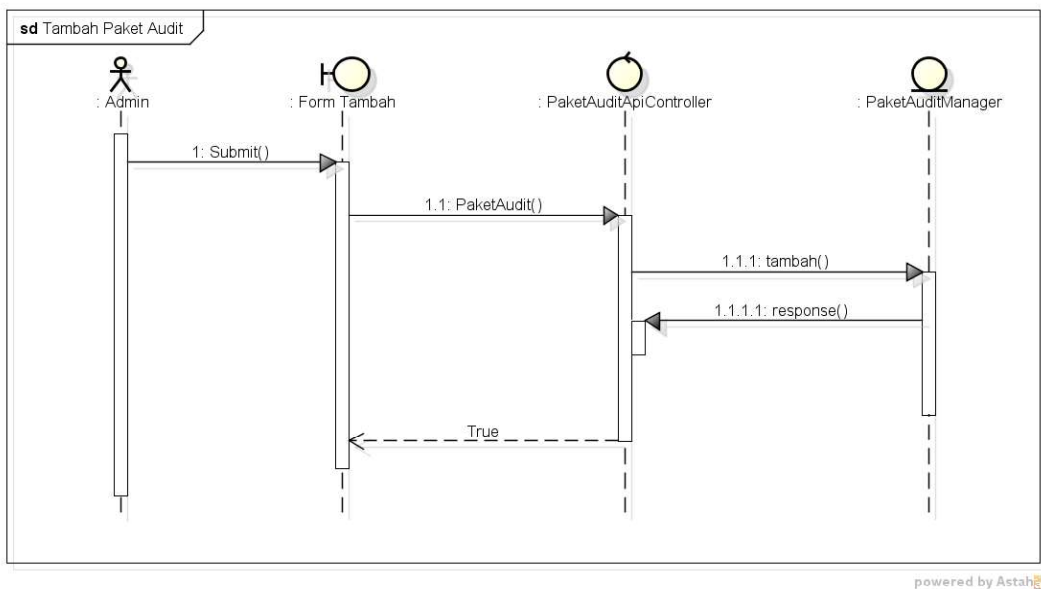 sd Tambah Paket Audit
: Admin
: Form Tambah
: PaketAuditApiController
: PaketAuditManager
1: Submit()
1.1: PaketAudit()
1.1.1: tambah()
1.1.1.1: response()
True
powered by Astah